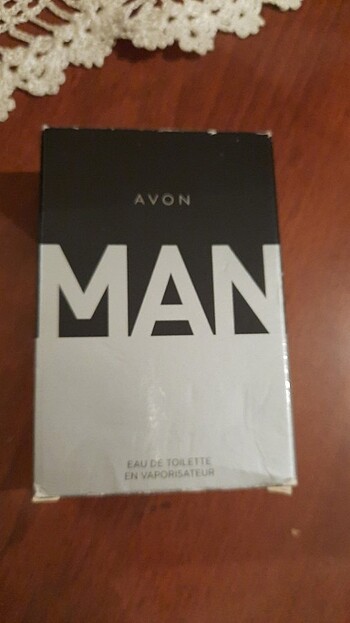 AVON
MAN
EAU DE TOILETTE
EN VAPORISATEUR